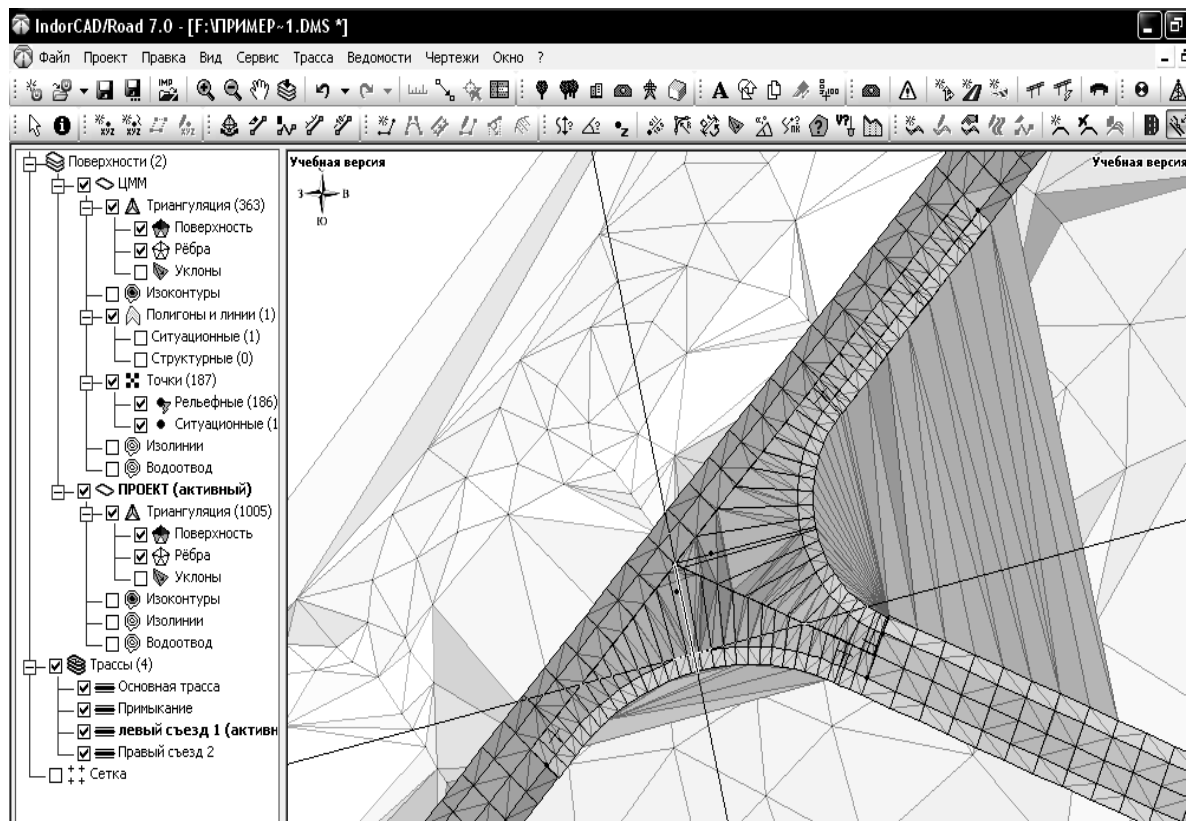 IndorCAD/Road 7.0 - [F:\ПРИМЕР~1.DMS *]
Файл Проект Правка Вид Сервис Трасса Ведомости Чертежи Окно ?
Поверхности (2)
ЦММ
Триангуляция (363)
Поверхность
Рёбра
Уклоны
Изоконтуры
Полигоны и линии (1)
Ситуационные (1)
Структурные (0)
Точки (187)
Рельефные (186)
Ситуационные (1
Изолинии
Водоотвод
ПРОЕКТ (активный)
Триангуляция (1005)
Поверхность
Рёбра
Уклоны
Изоконтуры
Изолинии
Водоотвод
Трассы (4)
Основная трасса
Примыкание
левый съезд 1 (активн
Правый съезд 2
Сетка
Учебная версия
Учебная версия
З В
Ю